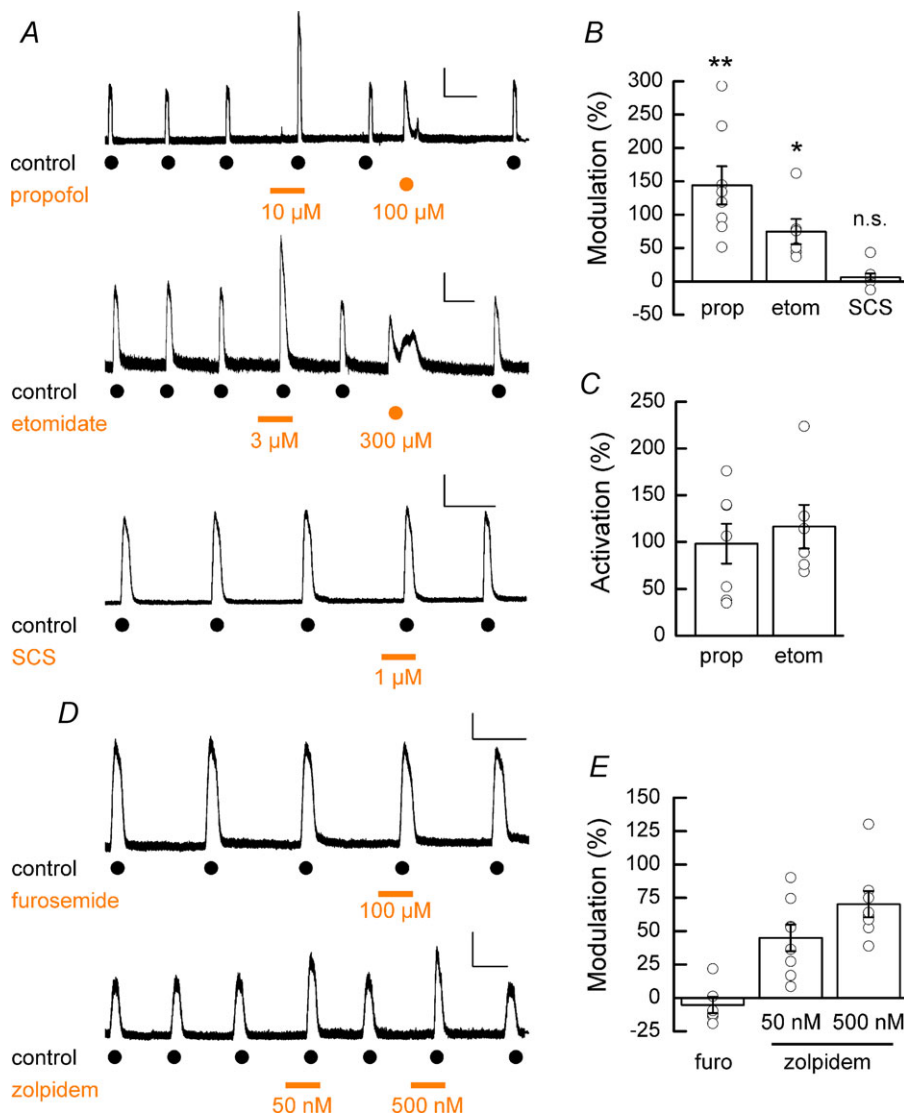 A
control
propofol
10 µM
100 µM
control
etomidate
3 µM
300 µM
control
SCS
1 µM
B
Modulation (%)
300
250
200
150
100
50
0
-50
**
*
n.s.
prop
etom
SCS
C
Activation (%)
250
200
150
100
50
0
prop
etom
D
control
furosemide
100 µM
control
zolpidem
50 nM
500 nM
E
Modulation (%)
150
125
100
75
50
25
0
-25
50 nM
500 nM
furo
zolpidem